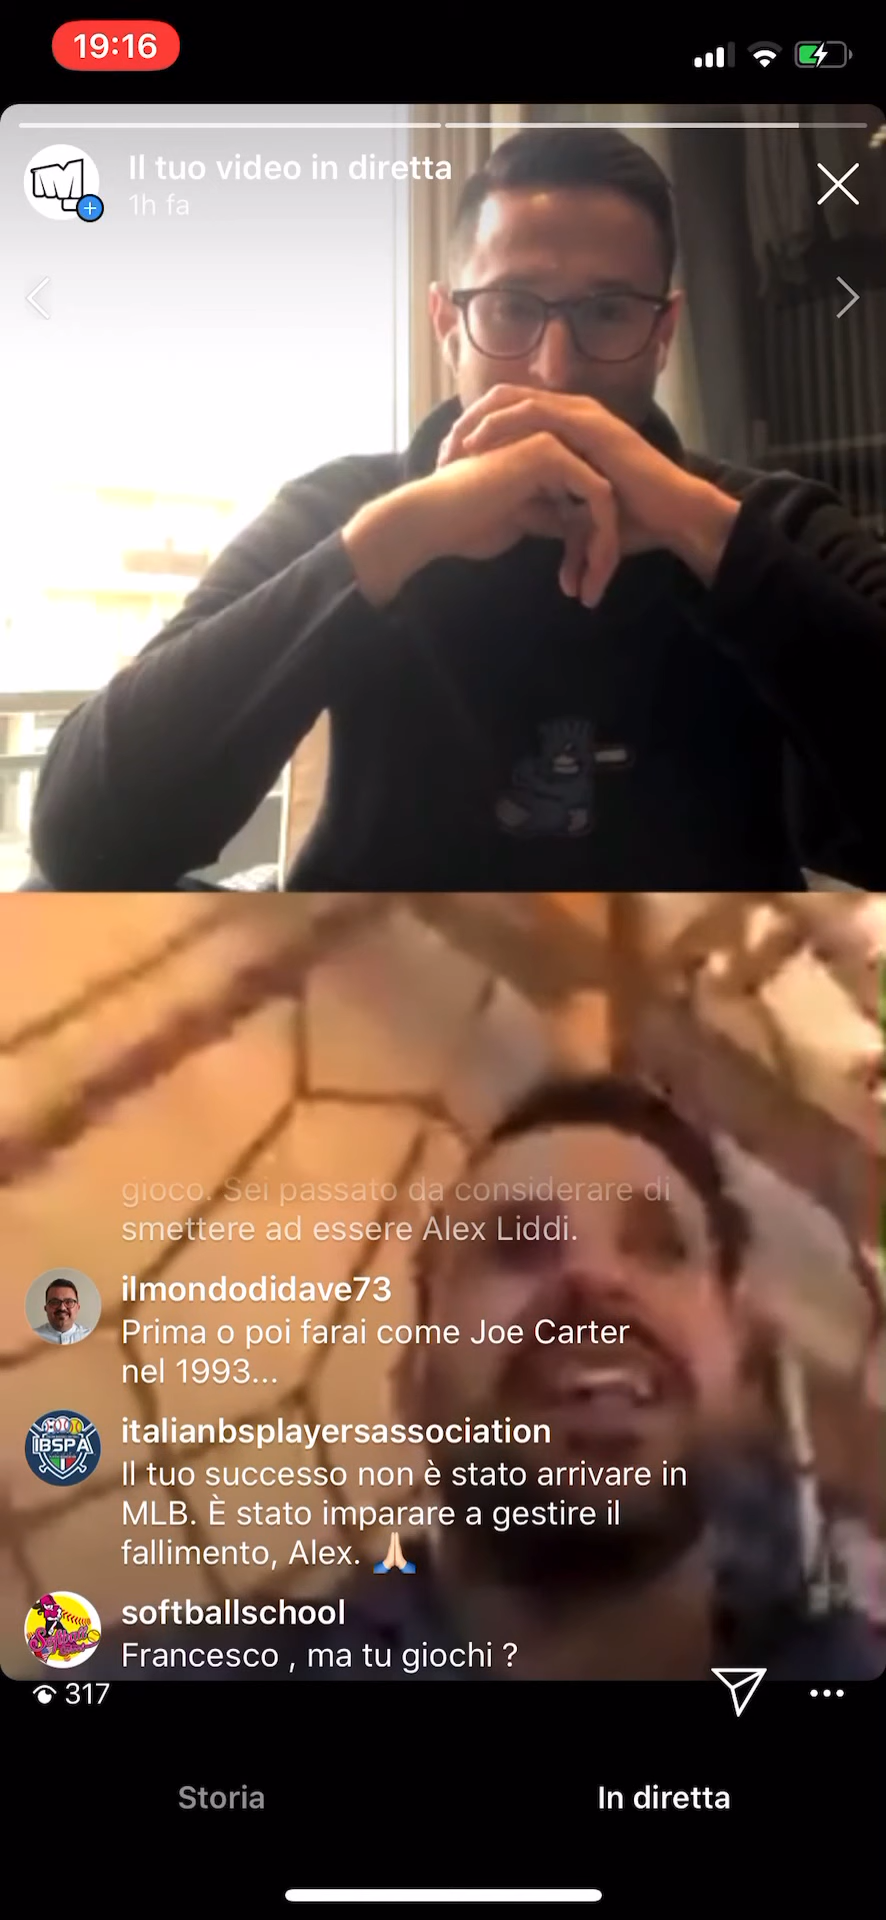 19:16
Il tuo video in diretta
1h fa
gioco. Sei passato da considerare di
smettere ad essere Alex Liddi.
ilmondodidave73
Prima o poi farai come Joe Carter
nel 1993...
italianbsplayersassociation
IBSPA
Il tuo successo non è stato arrivare in
MLB. È stato imparare a gestire il
fallimento, Alex. 🙏🏻
softballschool
Francesco , ma tu giochi ?
317
Storia
In diretta